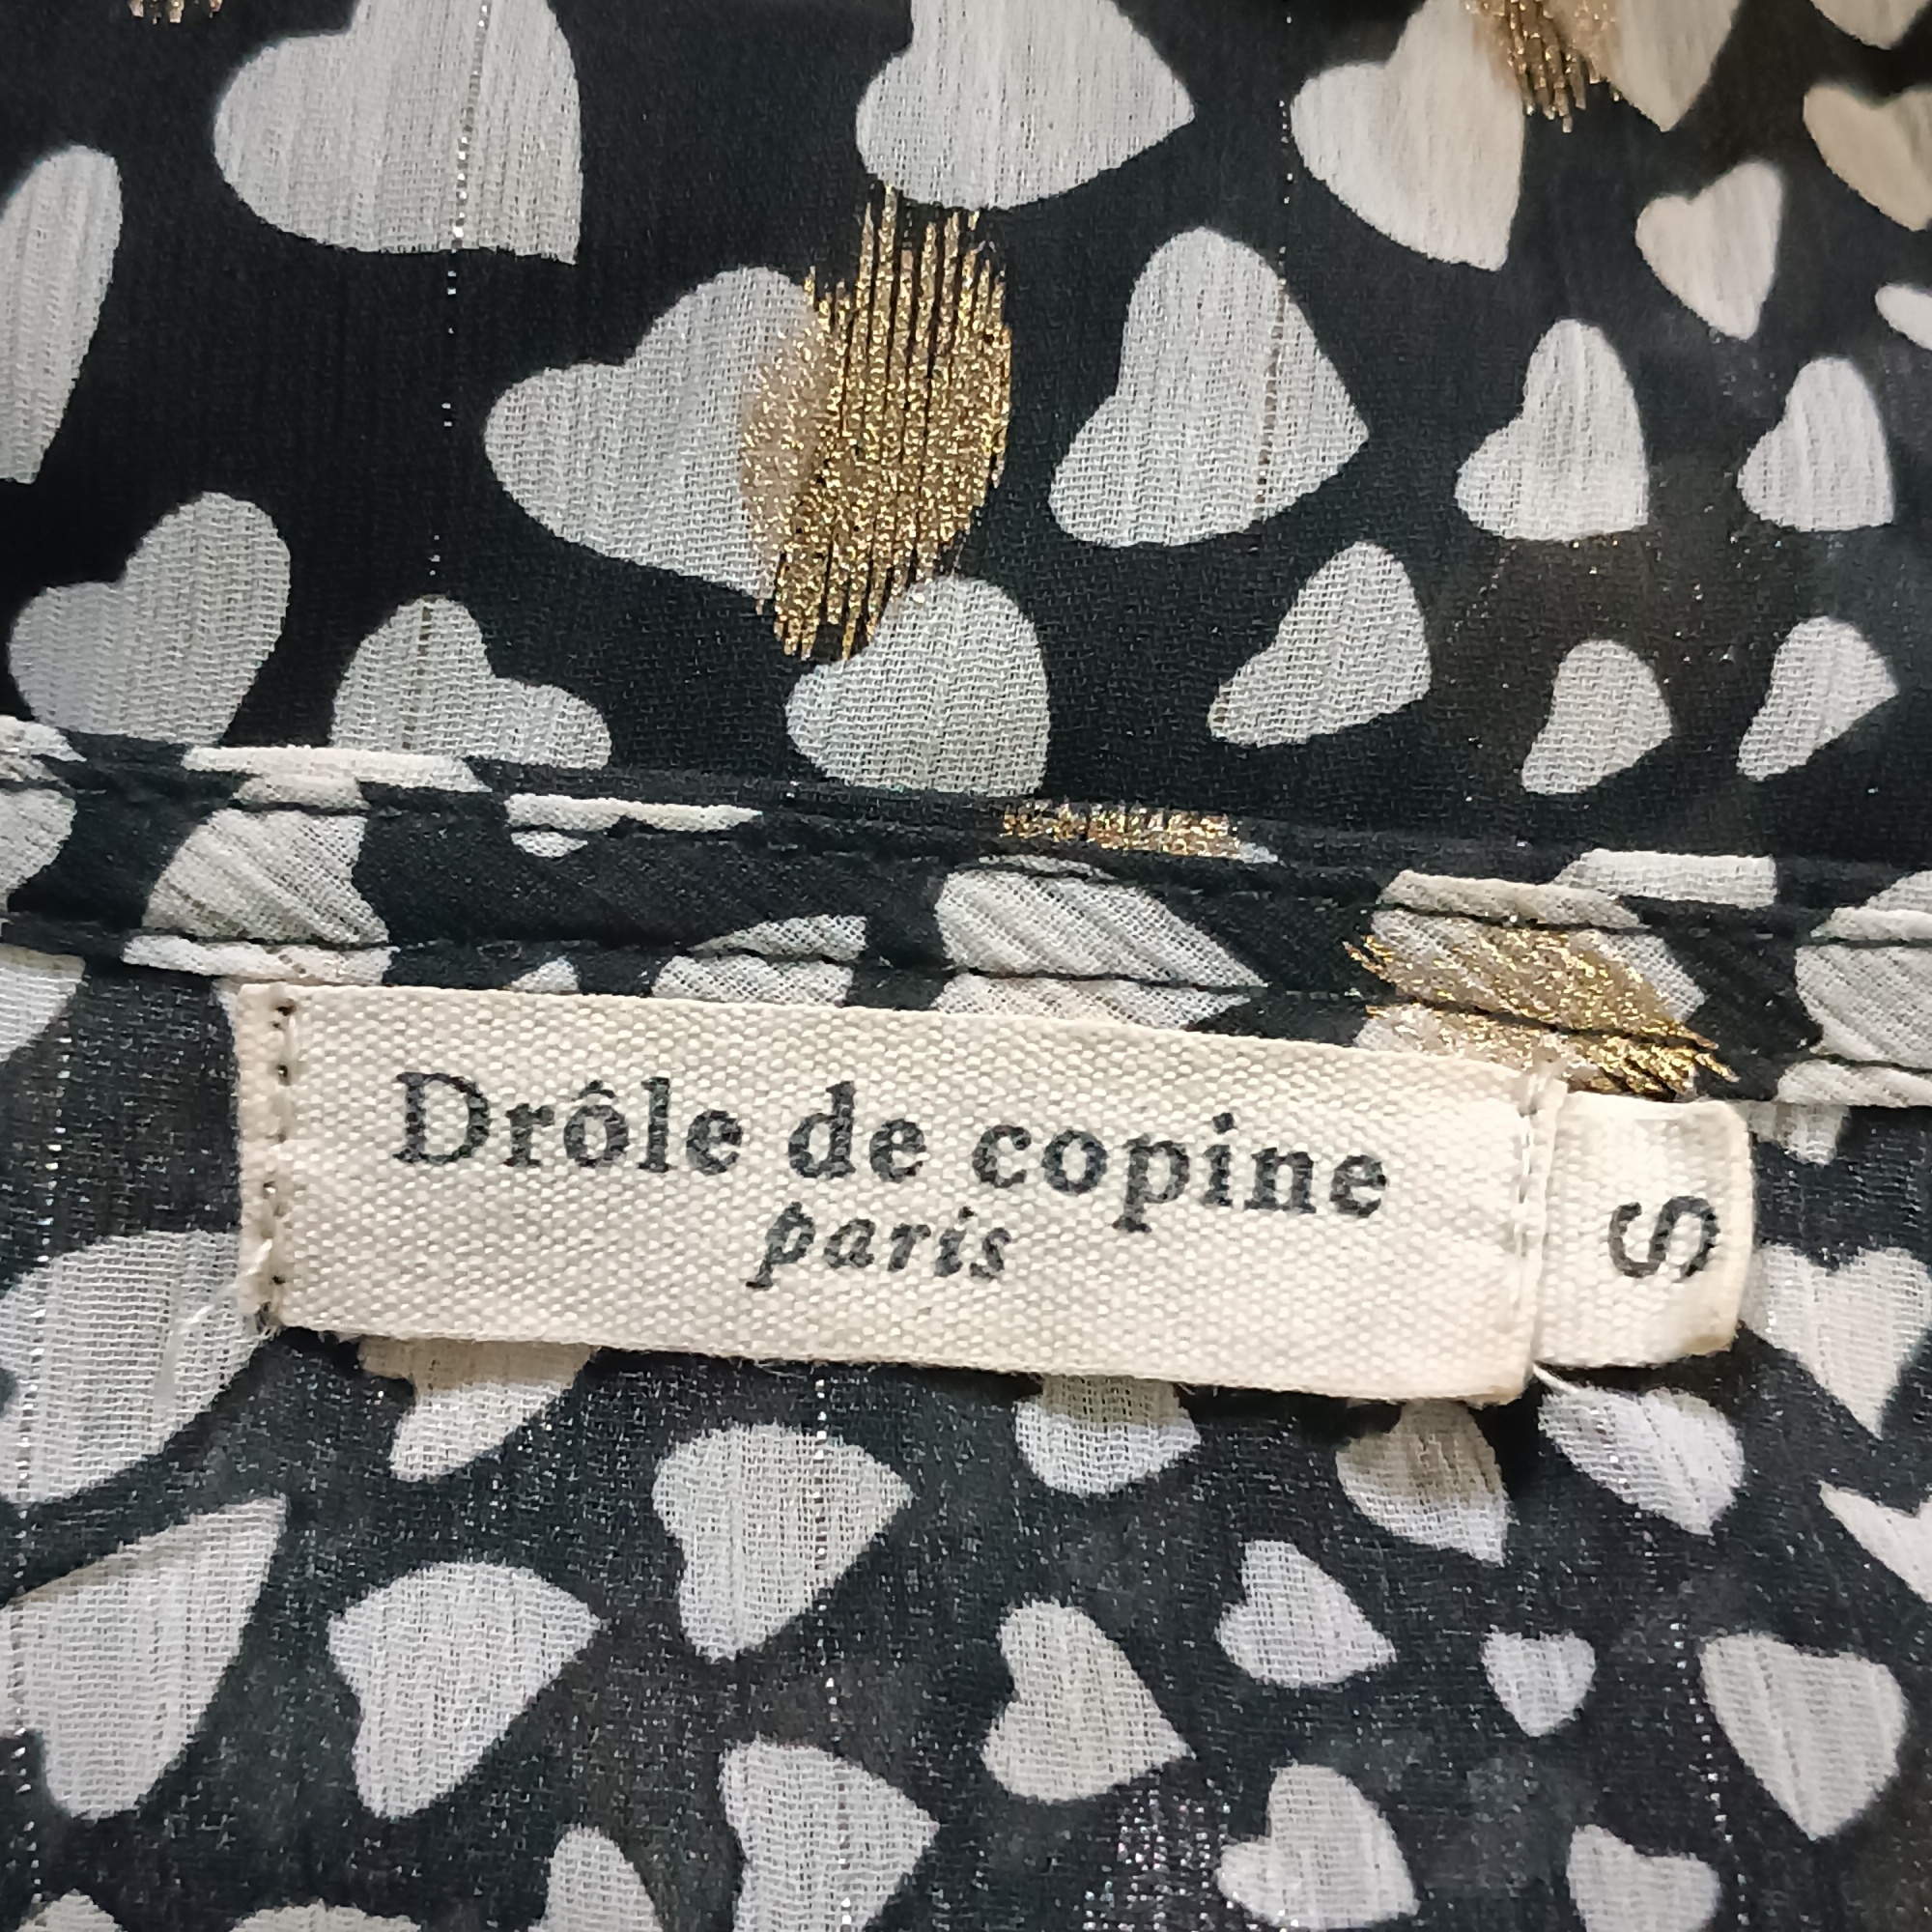 Drôle de copine
paris
S